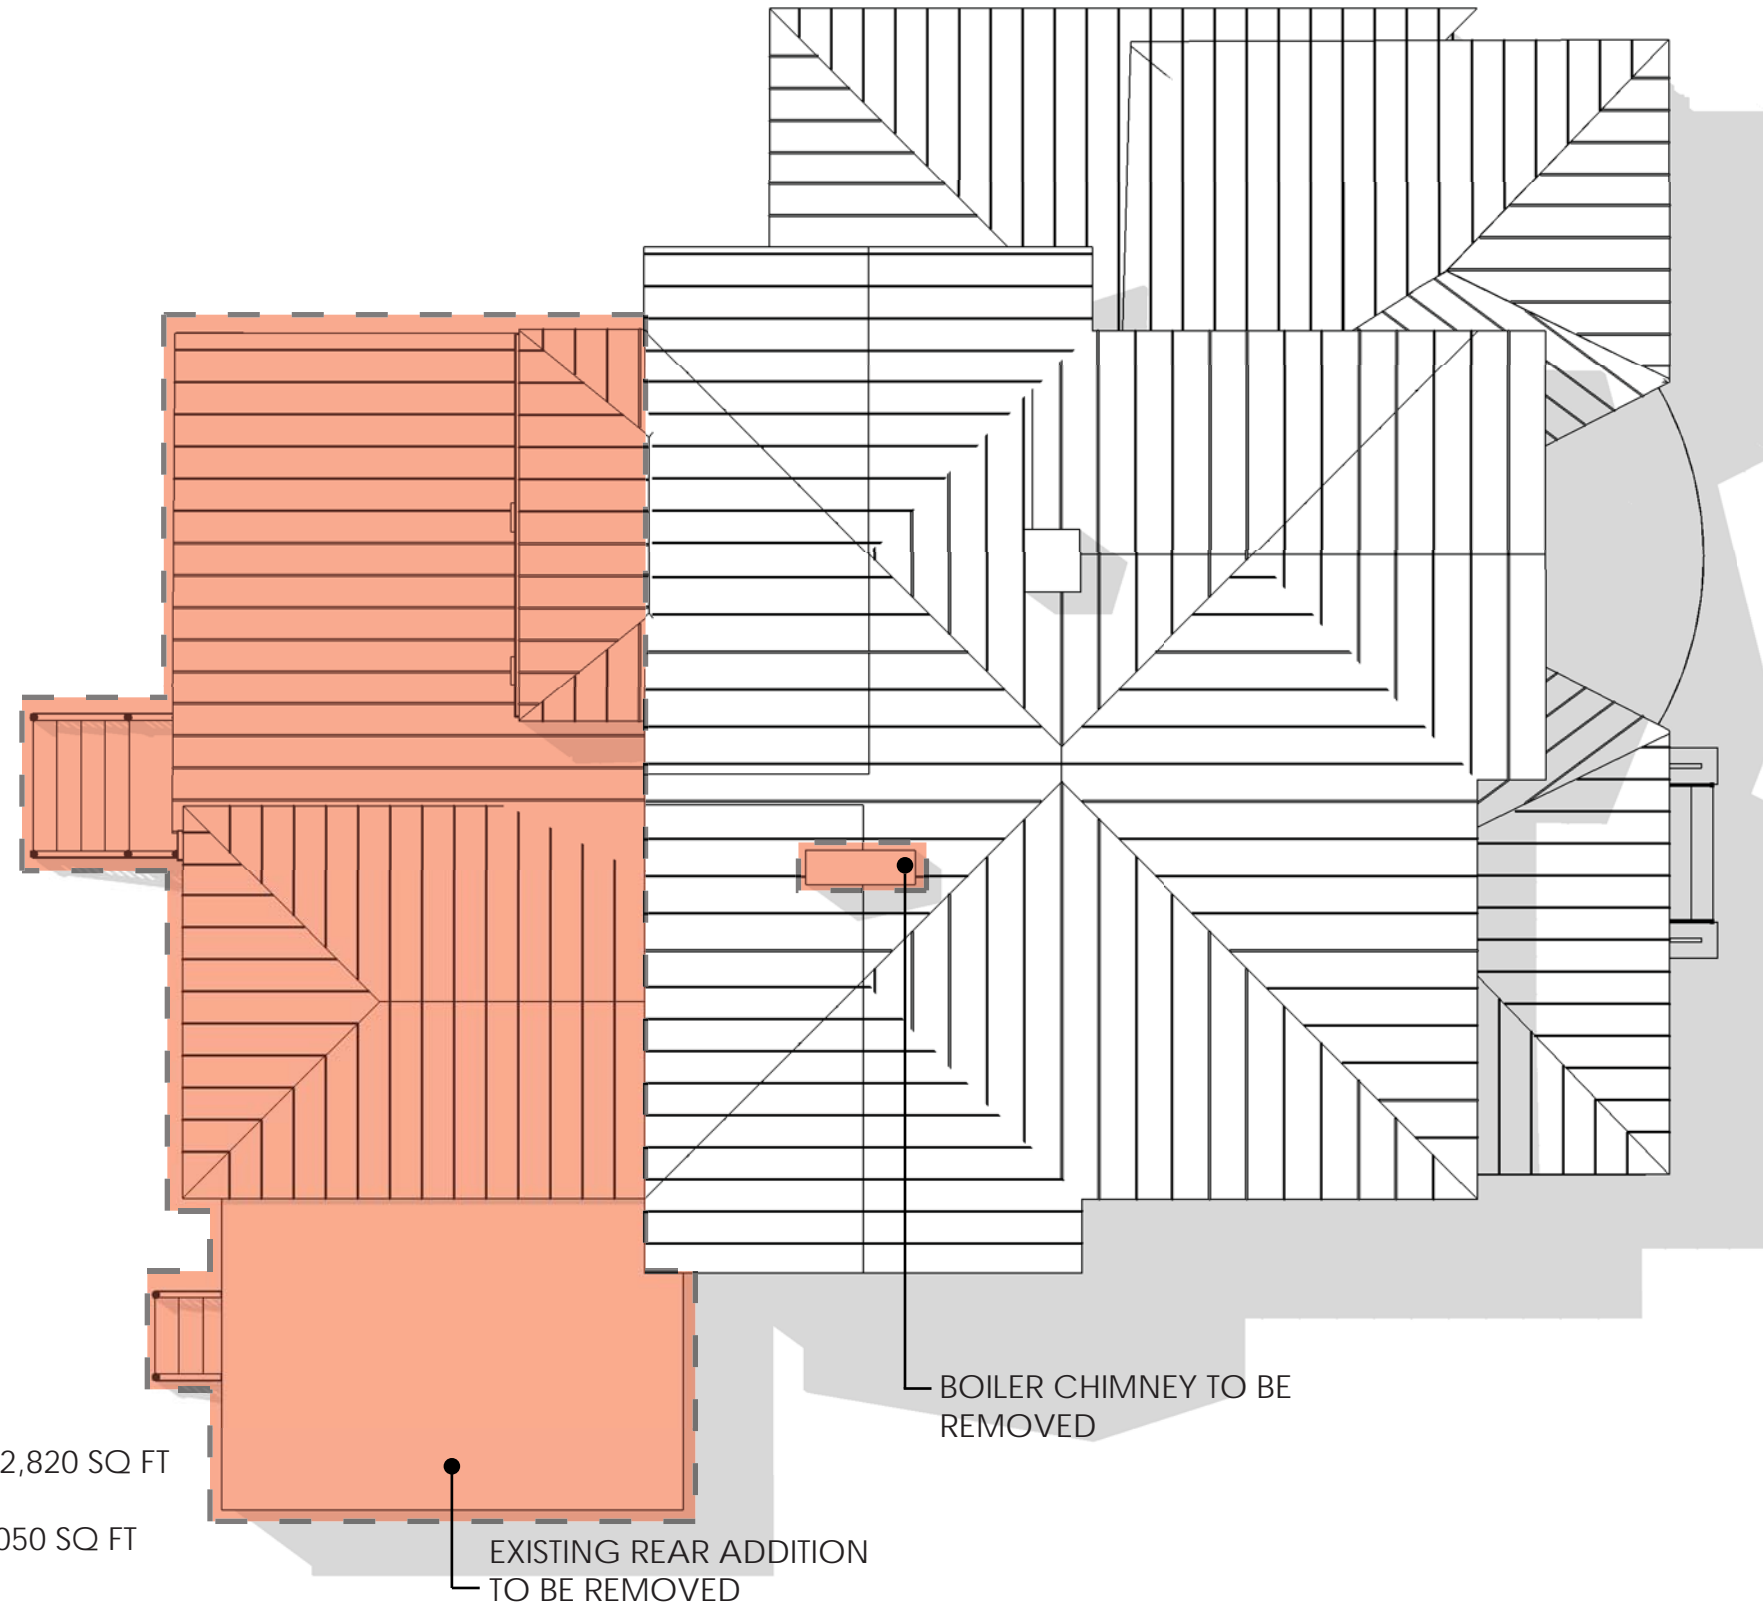 BOILER CHIMNEY TO BE
REMOVED
2,820 SQ FT
050 SQ FT
EXISTING REAR ADDITION
TO BE REMOVED